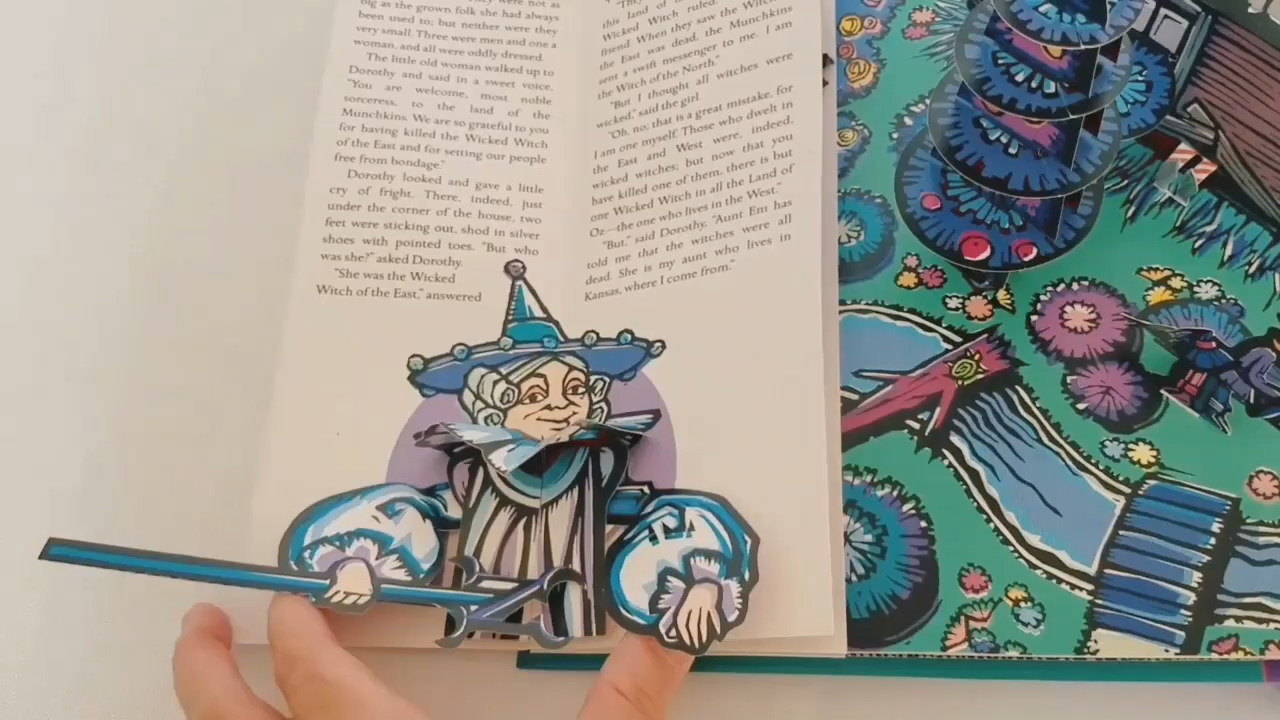 They were not as
big as the grown folk she had always
been used to; but neither were they
very small. Three were men and one a
woman, and all were oddly dressed.
The little old woman walked up to
Dorothy and said in a sweet voice,
"You are welcome, most noble
sorceress, to the land of the
Munchkins. We are so grateful to you
for having killed the Wicked Witch
of the East and for setting our people
free from bondage."
Dorothy looked and gave a little
cry of fright. There, indeed, just
under the corner of the house, two
feet were sticking out, shod in silver
shoes with pointed toes. "But who
was she?" asked Dorothy.
"She was the Wicked
Witch of the East," answered
this land of
Wicked Witch ruled.
friend. When they saw the Witch
the East was dead, the Munchkins
sent a swift messenger to me. I am
the Witch of the North."
"But I thought all witches were
wicked," said the girl.
"Oh, no; that is a great mistake, for
I am one myself. Those who dwelt in
the East and West were, indeed,
wicked witches; but now that you
have killed one of them, there is but
one Wicked Witch in all the Land of
Oz—the one who lives in the West."
"But," said Dorothy, "Aunt Em has
told me that the witches were all
dead. She is my aunt who lives in
Kansas, where I come from."